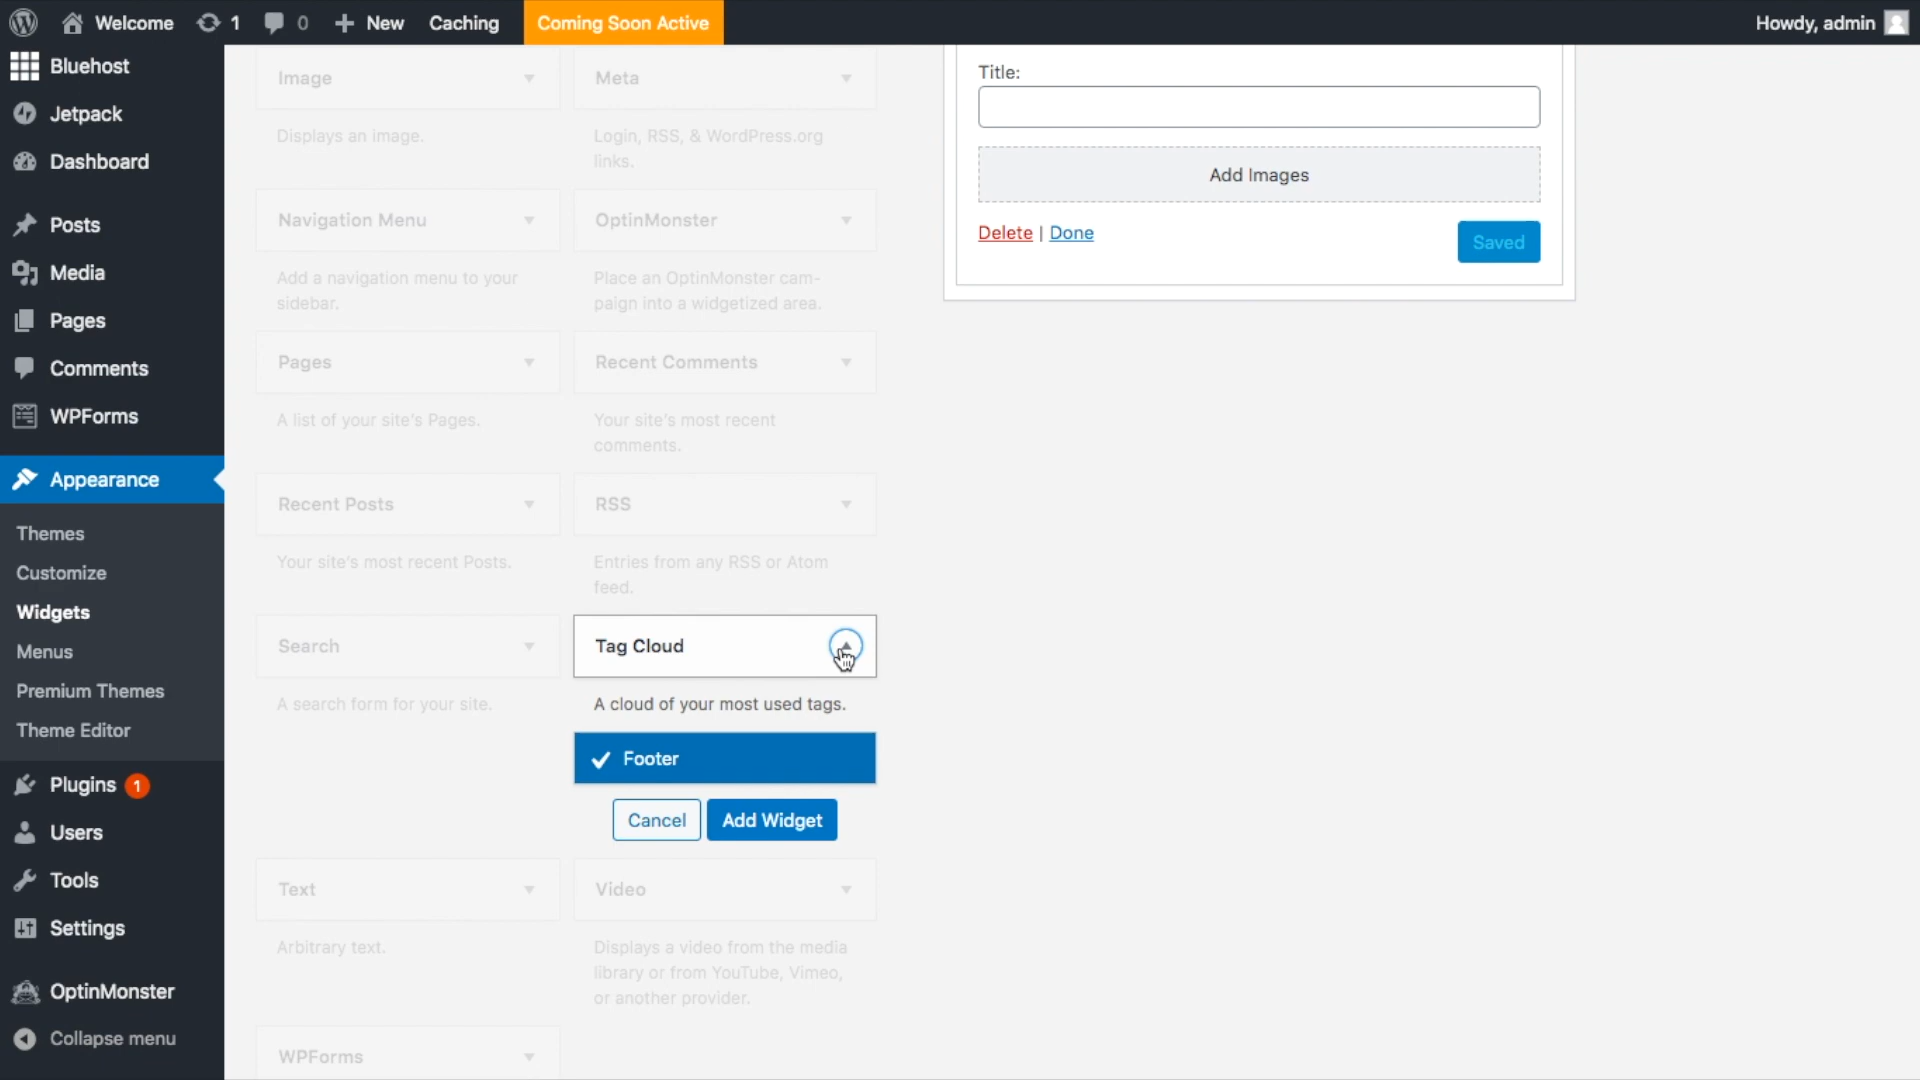 Welcome
1
0
New
Caching
Coming Soon Active
Howdy, admin
Bluehost
Jetpack
Dashboard
Posts
Media
Pages
Comments
WPForms
Appearance
Themes
Customize
Widgets
Menus
Premium Themes
Theme Editor
Plugins 1
Users
Tools
Settings
OptinMonster
Collapse menu
Image
Displays an image.
Meta
Login, RSS, & WordPress.org
links.
Navigation Menu
Add a navigation menu to your
sidebar.
OptinMonster
Place an OptinMonster cam-
paign into a widgetized area.
Pages
A list of your site's Pages.
Recent Comments
Your site's most recent
comments.
Recent Posts
Your site's most recent Posts.
RSS
Entries from any RSS or Atom
feed.
Search
A search form for your site.
Tag Cloud
A cloud of your most used tags.
Footer
Cancel
Add Widget
Text
Arbitrary text.
Video
Displays a video from the media
library or from YouTube, Vimeo,
or another provider.
WPForms
Title:
Add Images
Delete | Done
Saved